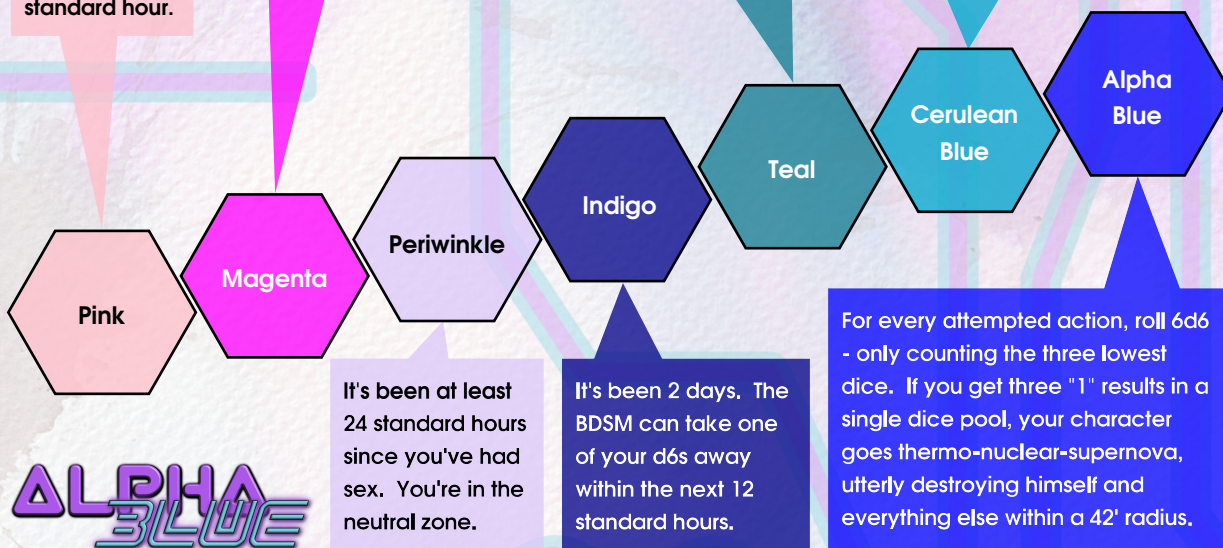 standard hour.
Alpha
Blue
Cerulean
Blue
Teal
Indigo
Periwinkle
Magenta
Pink
It's been at least
24 standard hours
since you've had
sex.  You're in the
neutral zone.
It's been 2 days.  The
BDSM can take one
of your d6s away
within the next 12
standard hours.
For every attempted action, roll 6d6
- only counting the three lowest
dice.  If you get three "1" results in a
single dice pool, your character
goes thermo-nuclear-supernova,
utterly destroying himself and
everything else within a 42' radius.
ALPHA
BLUE